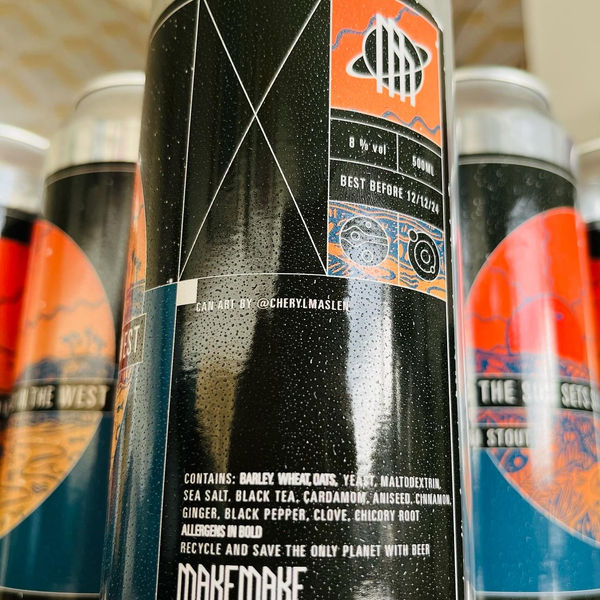 8 % vol
500ML
BEST BEFORE 12/12/24
CAN ART BY @CHERYLMASLEN
EST
IN THE WEST
THE SUN SETS
STOUT
CONTAINS: BARLEY, WHEAT, OATS, YEAST, MALTODEXTRIN,
SEA SALT, BLACK TEA, CARDAMOM, ANISEED, CINNAMON,
GINGER, BLACK PEPPER, CLOVE, CHICORY ROOT
ALLERGENS IN BOLD
RECYCLE AND SAVE THE ONLY PLANET WITH BEER
MAKEMAKE